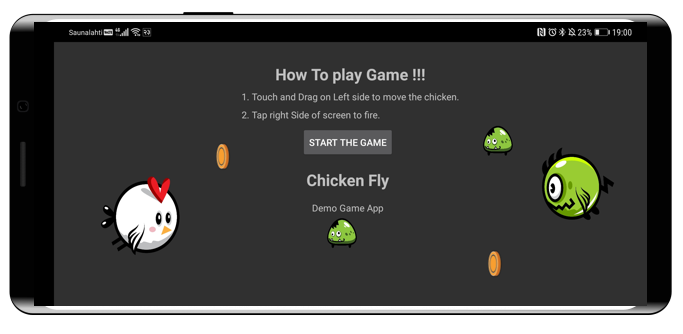 Saunalahti
23% 19:00
How To play Game !!!
1. Touch and Drag on Left side to move the chicken.
2. Tap right Side of screen to fire.
START THE GAME
Chicken Fly
Demo Game App